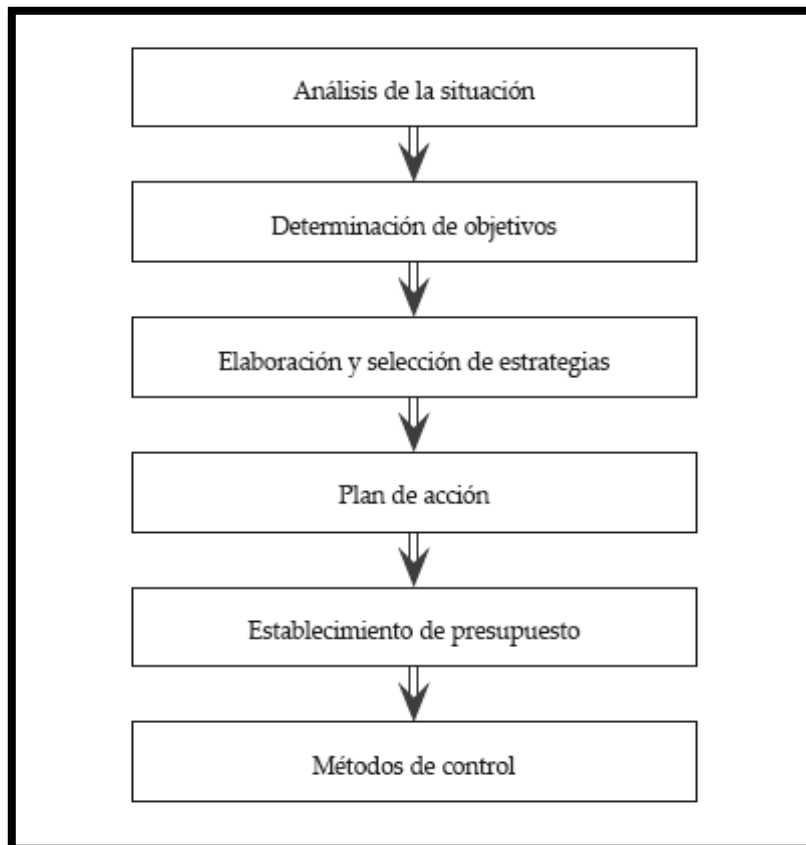 Análisis de la situación
Determinación de objetivos
Elaboración y selección de estrategias
Plan de acción
Establecimiento de presupuesto
Métodos de control